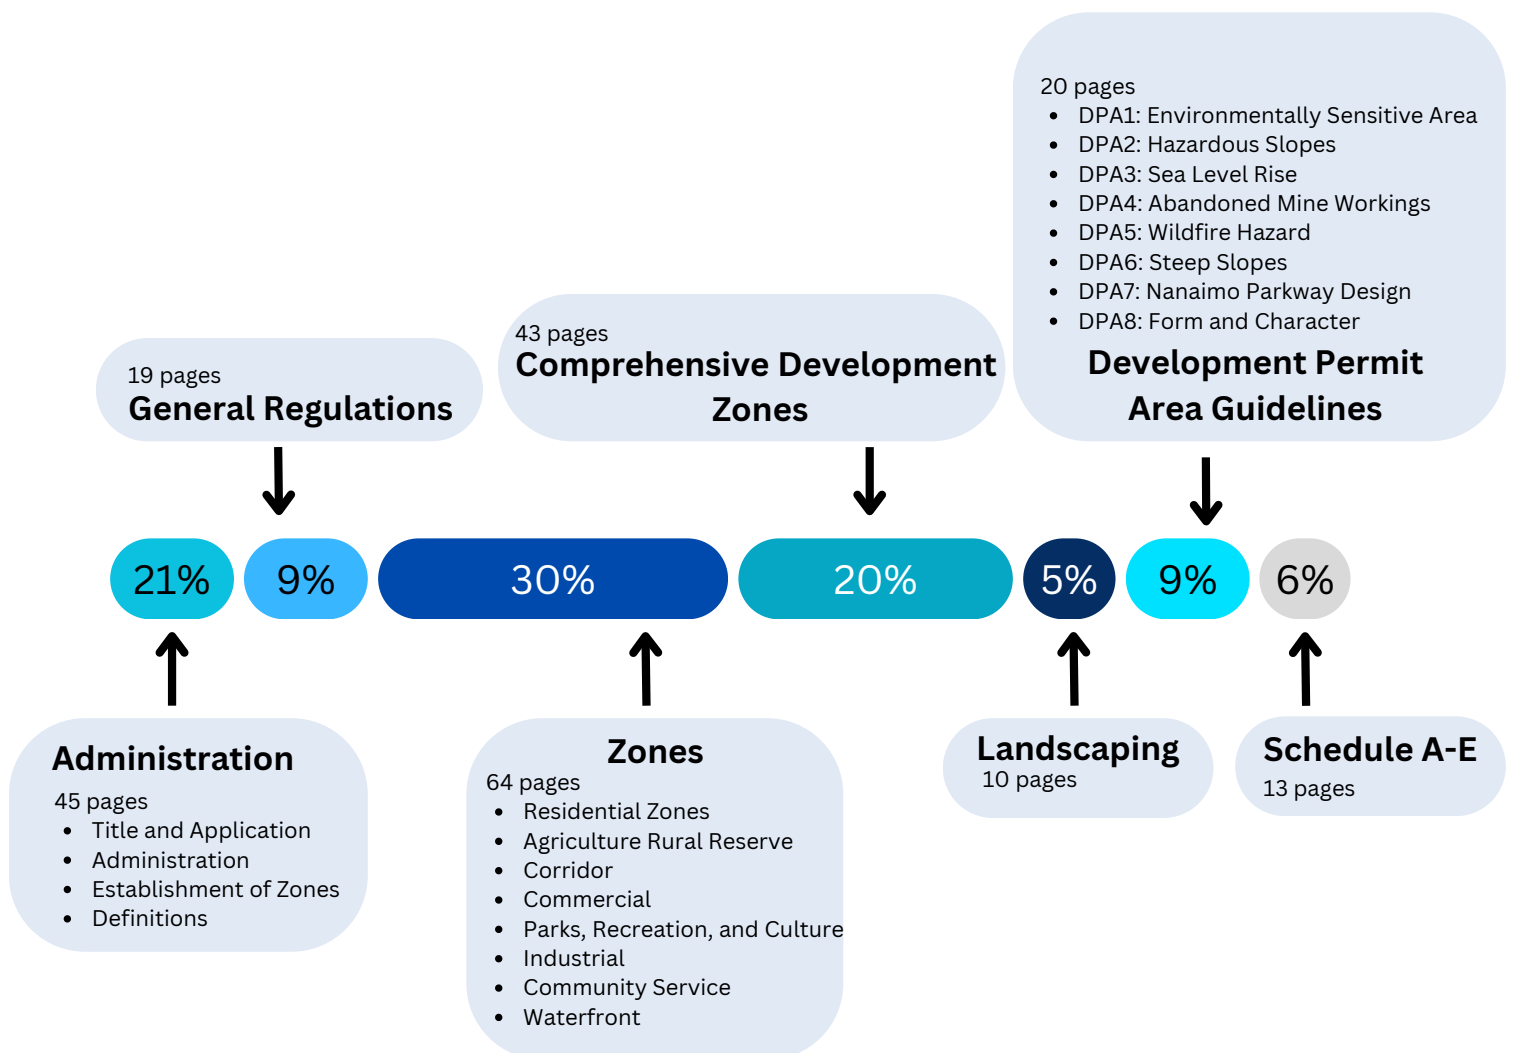 20 pages
DPA1: Environmentally Sensitive Area
DPA2: Hazardous Slopes
DPA3: Sea Level Rise
DPA4: Abandoned Mine Workings
DPA5: Wildfire Hazard
DPA6: Steep Slopes
DPA7: Nanaimo Parkway Design
DPA8: Form and Character
Development Permit
Area Guidelines
43 pages
Comprehensive Development
Zones
19 pages
General Regulations
21%
9%
30%
20%
5%
9%
6%
Administration
45 pages
Title and Application
Administration
Establishment of Zones
Definitions
Zones
64 pages
Residential Zones
Agriculture Rural Reserve
Corridor
Commercial
Parks, Recreation, and Culture
Industrial
Community Service
Waterfront
Landscaping
10 pages
Schedule A-E
13 pages